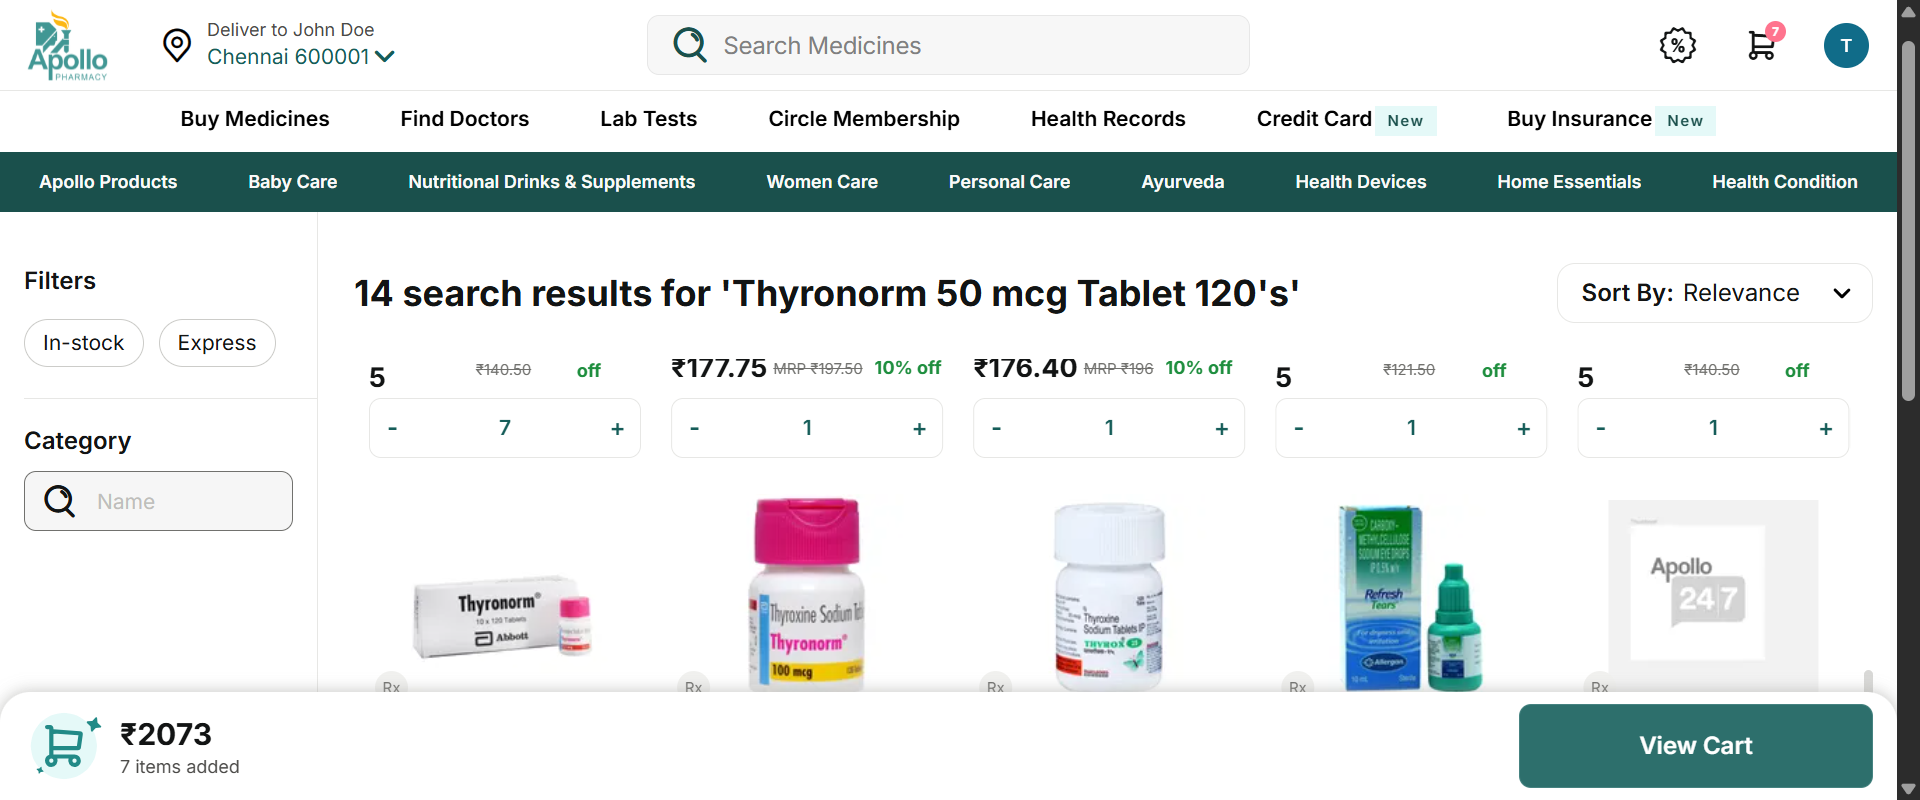 Apollo
PHARMACY
Deliver to John Doe
Chennai 600001
Search Medicines
%
7
T
Buy Medicines
Find Doctors
Lab Tests
Circle Membership
Health Records
Credit Card New
Buy Insurance New
Apollo Products
Baby Care
Nutritional Drinks & Supplements
Women Care
Personal Care
Ayurveda
Health Devices
Home Essentials
Health Condition
Filters
In-stock
Express
Category
Name
14 search results for 'Thyronorm 50 mcg Tablet 120's'
Sort By: Relevance
5 ₹140.50 off
₹177.75 MRP ₹197.50 10% off
₹176.40 MRP ₹196 10% off
5 ₹121.50 off
5 ₹140.50 off
- 7 +
- 1 +
- 1 +
- 1 +
- 1 +
Thyronorm®
10 x 120 Tablets
Abbott
Rx
Thyroxine Sodium Tab
Thyronorm®
100 mcg
Rx
Thyroxine
Sodium Tablets IP
THYROX 25
Rx
CARBOXY-
METHYLCELLULOSE
SODIUM EYE DROPS
IP 0.5% w/v
Refresh
Tears
Allergan
Rx
Apollo
24|7
Rx
₹2073
7 items added
View Cart